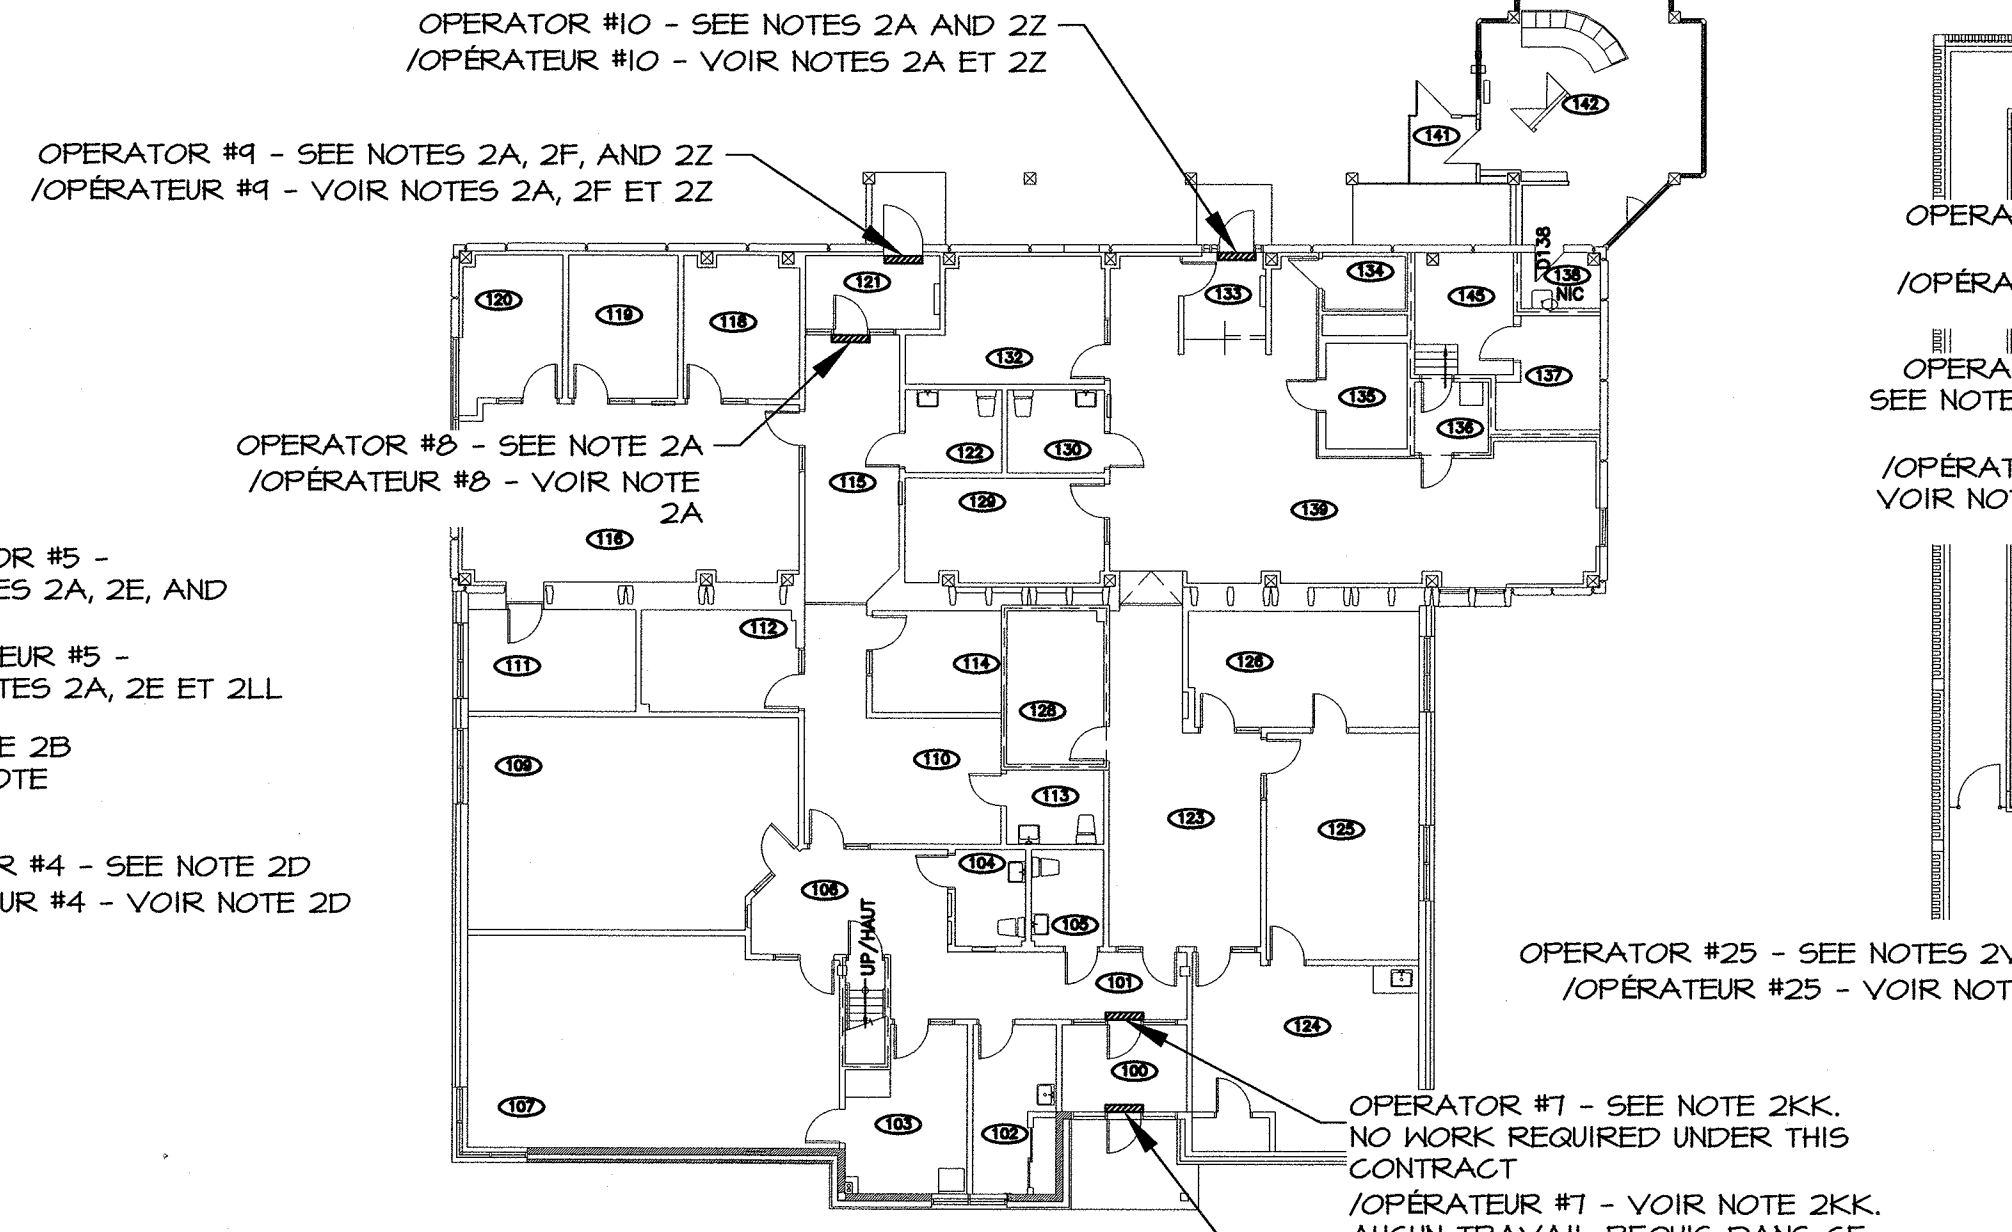 OPERATOR #10 - SEE NOTES 2A AND 2Z
/OPÉRATEUR #10 - VOIR NOTES 2A ET 2Z
OPERATOR #9 - SEE NOTES 2A, 2F, AND 2Z
/OPÉRATEUR #9 - VOIR NOTES 2A, 2F ET 2Z
142
141
OPERA
/OPÉRA
D138
138
NIC
120
119
118
121
133
134
145
132
137
135
136
OPERA
SEE NOTE
/OPÉRAT
VOIR NOT
OPERATOR #8 - SEE NOTE 2A
/OPÉRATEUR #8 - VOIR NOTE
2A
122
130
115
129
139
116
OR #5 -
ES 2A, 2E, AND
EUR #5 -
TES 2A, 2E ET 2LL
E 2B
OTE
R #4 - SEE NOTE 2D
UR #4 - VOIR NOTE 2D
112
111
114
126
128
109
110
113
123
125
104
106
105
UP/HAUT
101
124
100
107
103
102
OPERATOR #25 - SEE NOTES 2V
/OPÉRATEUR #25 - VOIR NOT
OPERATOR #7 - SEE NOTE 2KK.
NO WORK REQUIRED UNDER THIS
CONTRACT
/OPÉRATEUR #7 - VOIR NOTE 2KK.
AUCUN TRAVAIL REQUIS DANS CE